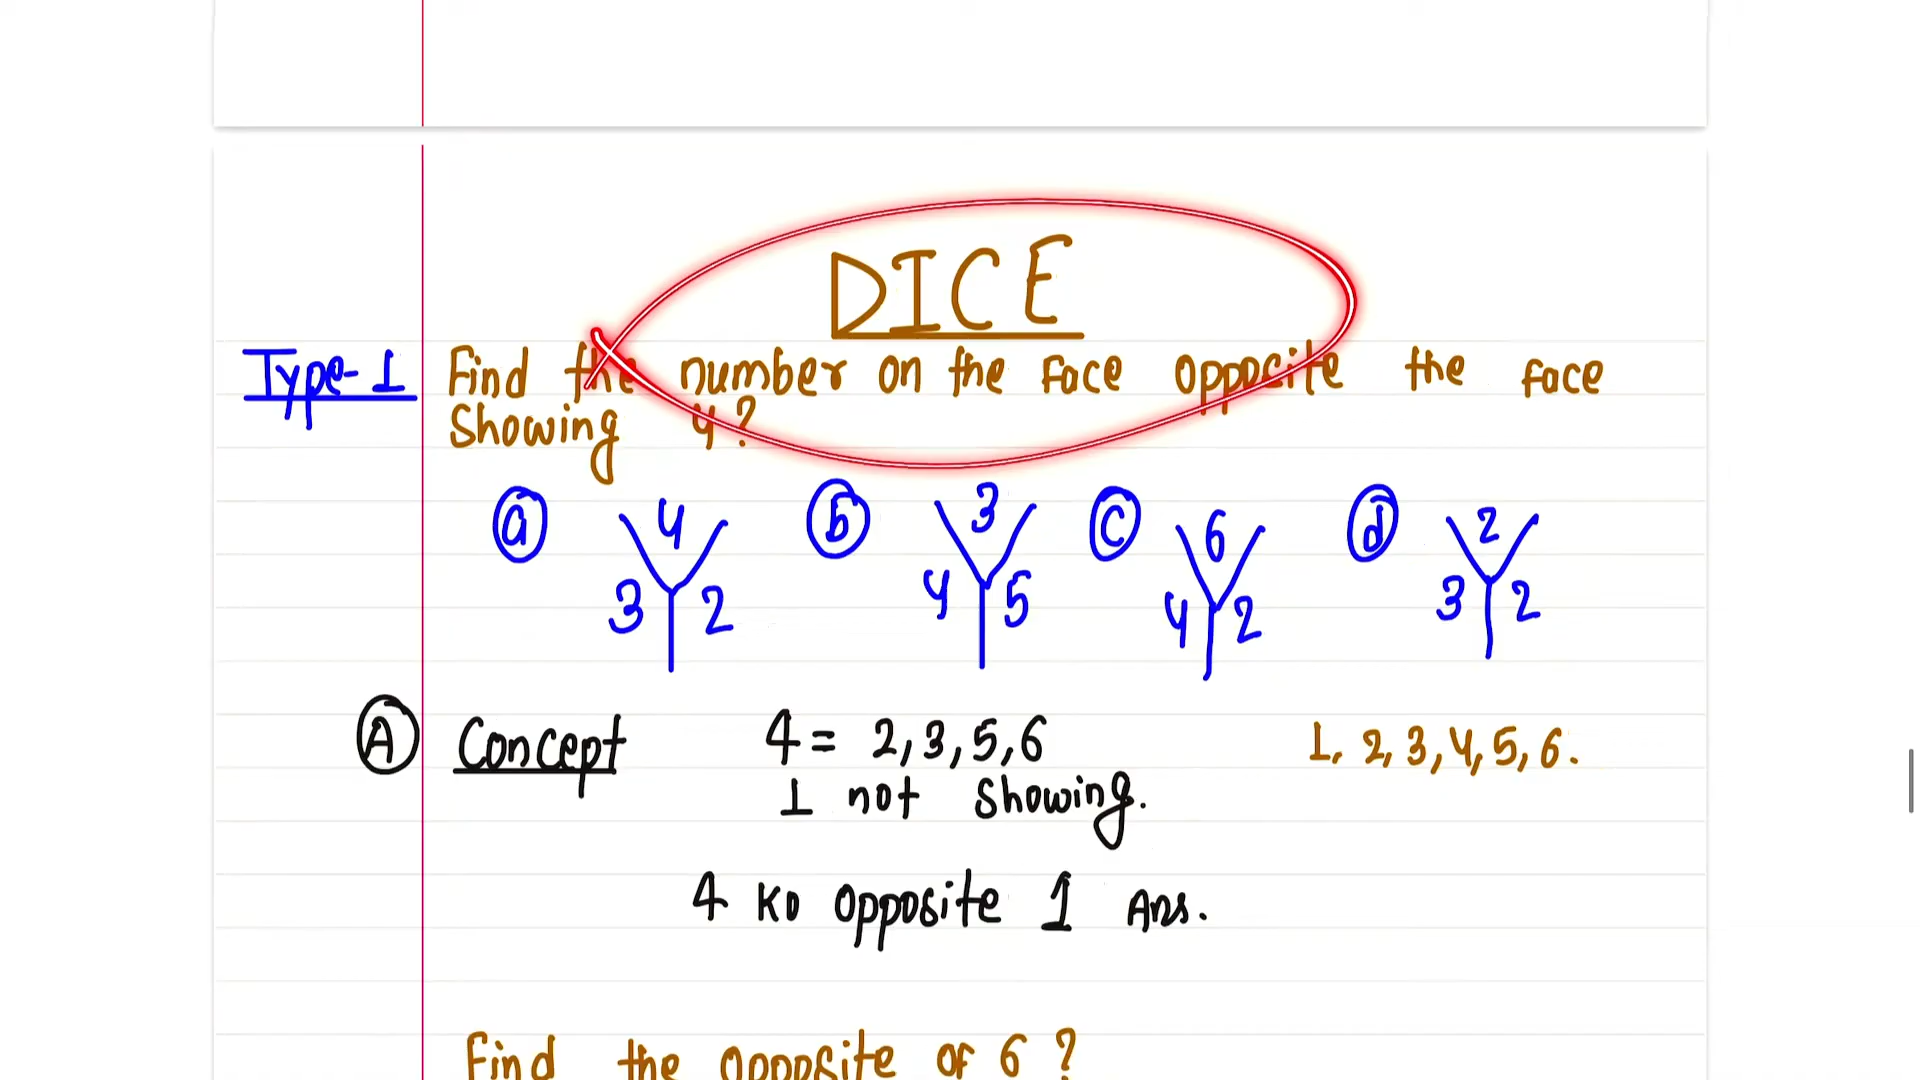 DICE
Type-1 Find the number on the face opposite the face
Showing 4?
a 4 b 3 c 6 d 2
3 2 4 5 4 2 3 2
A Concept 4 = 2,3,5,6 1, 2, 3, 4, 5, 6.
1 not Showing.
4 KO Opposite 1 Ans.
Find the Opposite of 6 ?